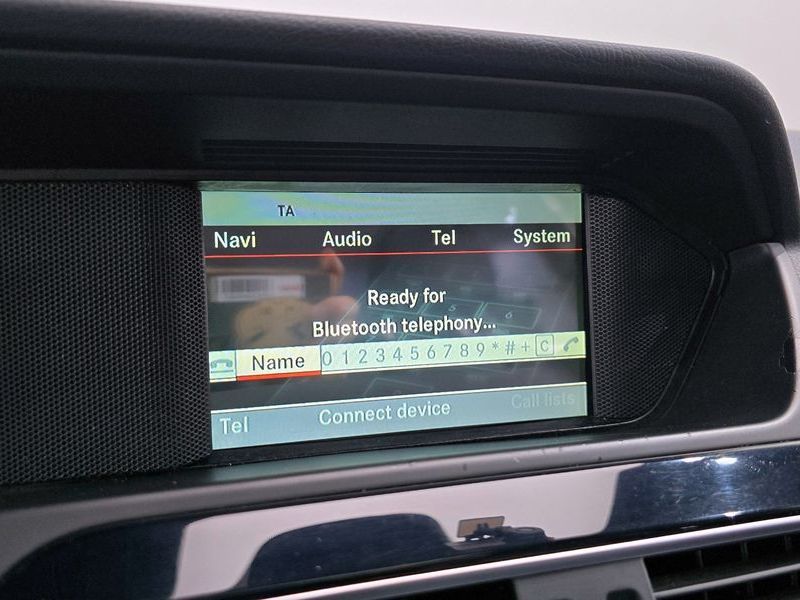 TA
Navi Audio Tel System
Ready for
Bluetooth telephony...
Name 0 1 2 3 4 5 6 7 8 9 * # + C
Tel Connect device Call lists